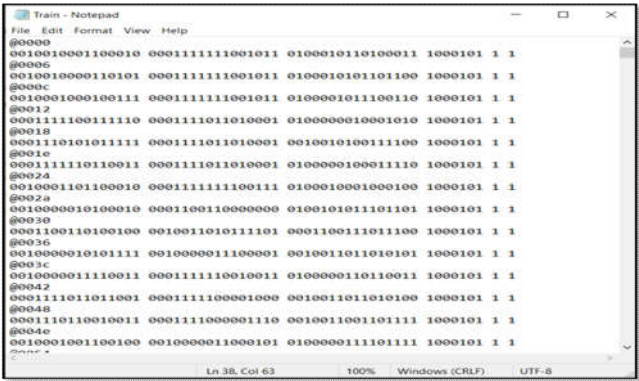 Train - Notepad
File Edit Format View Help
@0000
0010010001100010 0001111111001011 0100010110100011 1000101 1 1
@0006
0010010000110101 0001111111001011 0100010101101100 1000101 1 1
@000c
0010001000100111 0001111111001011 0100001011100110 1000101 1 1
@0012
0001111100111110 0001111011010001 0100000010001010 1000101 1 1
@0018
0001110101011111 0001111011010001 0010010100111100 1000101 1 1
@001e
0001111110110011 0001111011010001 0100000100011110 1000101 1 1
@0024
0010001101100010 0001111111100111 0100010001000100 1000101 1 1
@002a
0010000010100010 0001100110000000 0100101011101101 1000101 1 1
@0030
0001100110100100 0010011010111101 0001100111011100 1000101 1 1
@0036
0010000010101111 0010000011100001 0010011011010101 1000101 1 1
@003c
0010000011110011 0001111110010011 0100000110110011 1000101 1 1
@0042
0001111011011001 0001111100001000 0010011011010100 1000101 1 1
@0048
0001110110010011 0001111000001110 0010011001101111 1000101 1 1
@004e
0010001001100100 0010000011000101 0100000111101111 1000101 1 1
Ln 38, Col 63 100% Windows (CRLF) UTF-8